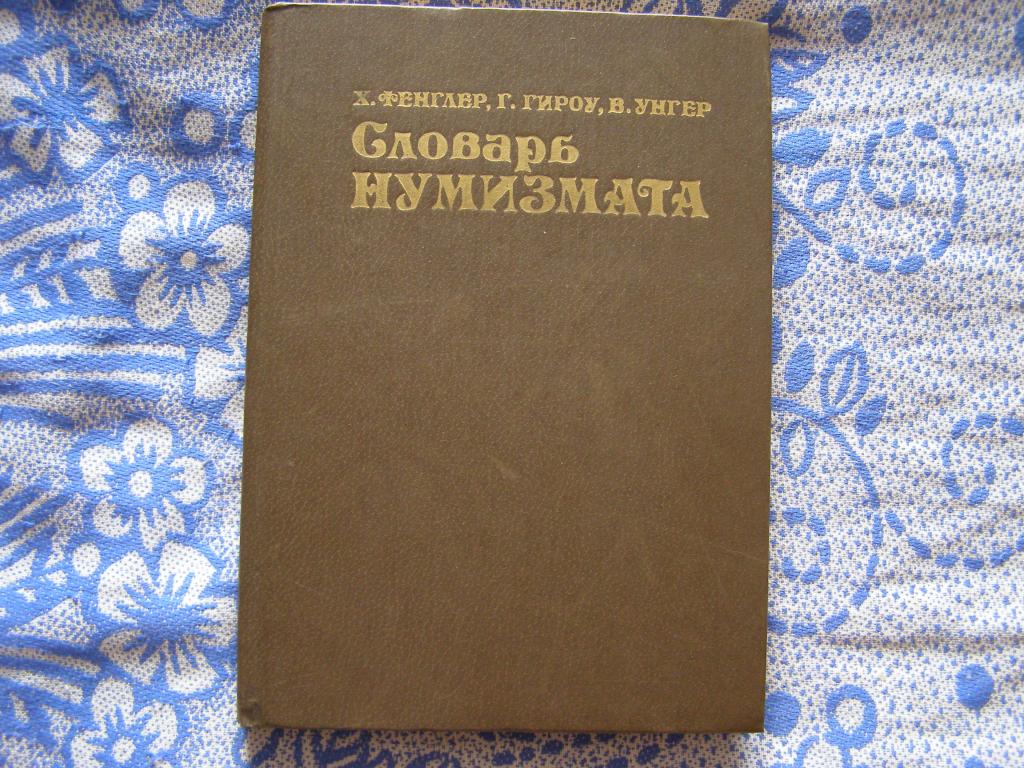 Х. ФЕНГЛЕР, Г. ГИРОУ, В. УНГЕР
Словарь
НУМИЗМАТА